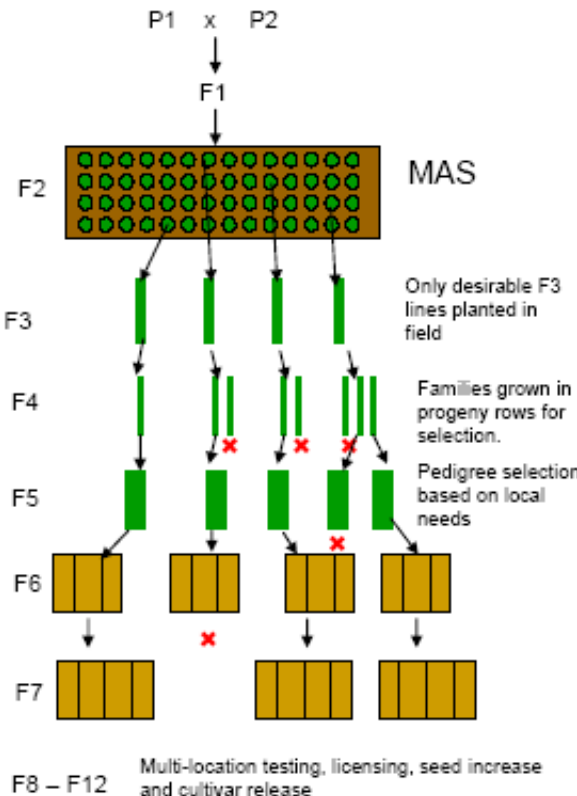 P1 x P2
F1
F2
MAS
F3
Only desirable F3
lines planted in
field
F4
Families grown in
progeny rows for
selection.
F5
Pedigree selection
based on local
needs
F6
F7
F8 – F12
Multi-location testing, licensing, seed increase
and cultivar release